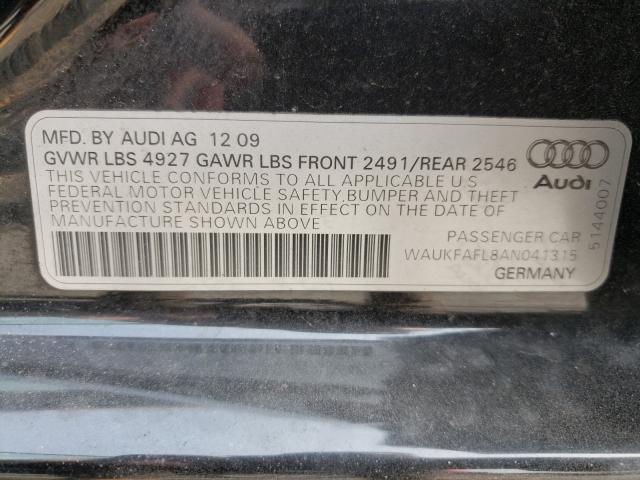 MFD. BY AUDI AG 12 09
GVWR LBS 4927 GAWR LBS FRONT 2491/REAR 2546
THIS VEHICLE CONFORMS TO ALL APPLICABLE U.S
FEDERAL MOTOR VEHICLE SAFETY,BUMPER AND THEFT
PREVENTION STANDARDS IN EFFECT ON THE DATE OF
MANUFACTURE SHOWN ABOVE
Audi
PASSENGER CAR
WAUKFAFL8AN041315
GERMANY
5144007